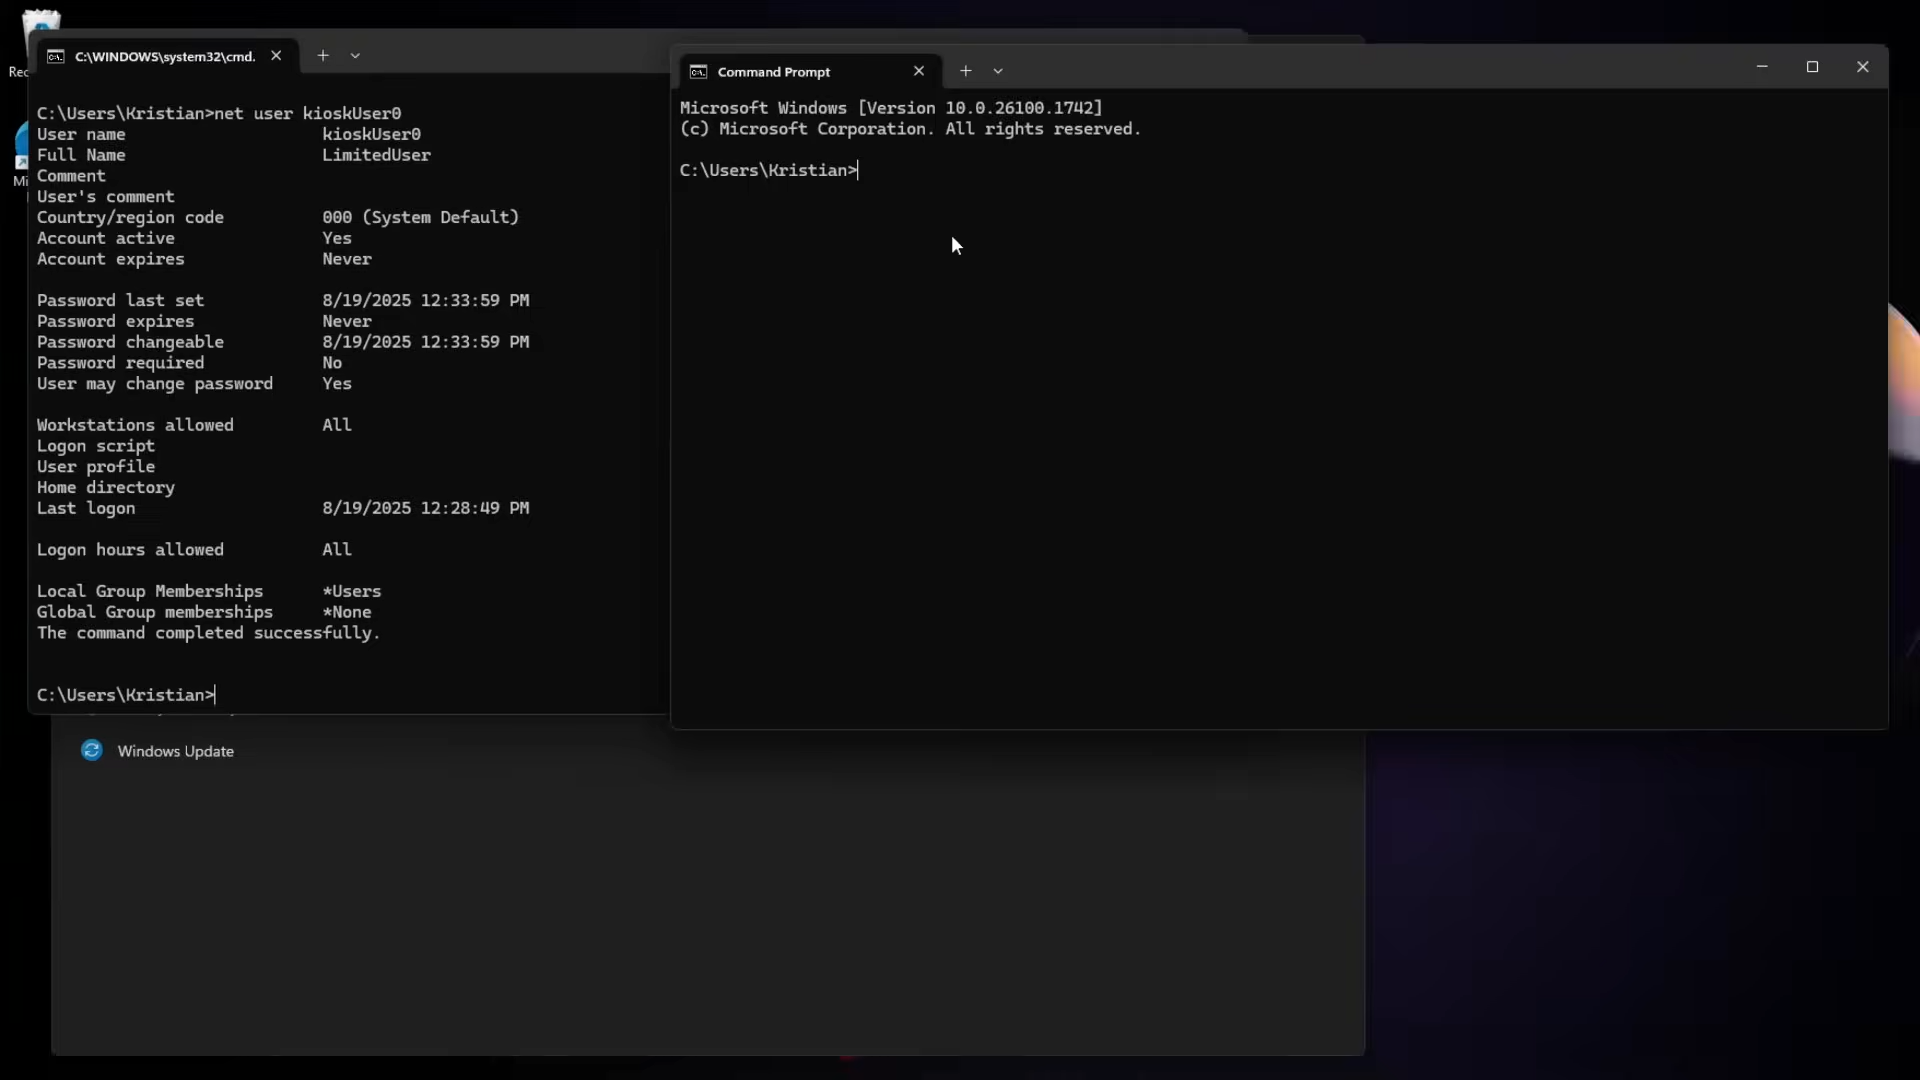 Rec
Mi
C:\WINDOWS\system32\cmd.
C:\Users\Kristian>net user kioskUser0
User name kioskUser0
Full Name LimitedUser
Comment
User's comment
Country/region code 000 (System Default)
Account active Yes
Account expires Never
Password last set 8/19/2025 12:33:59 PM
Password expires Never
Password changeable 8/19/2025 12:33:59 PM
Password required No
User may change password Yes
Workstations allowed All
Logon script
User profile
Home directory
Last logon 8/19/2025 12:28:49 PM
Logon hours allowed All
Local Group Memberships *Users
Global Group memberships *None
The command completed successfully.
C:\Users\Kristian>
Windows Update
Command Prompt
Microsoft Windows [Version 10.0.26100.1742]
(c) Microsoft Corporation. All rights reserved.
C:\Users\Kristian>